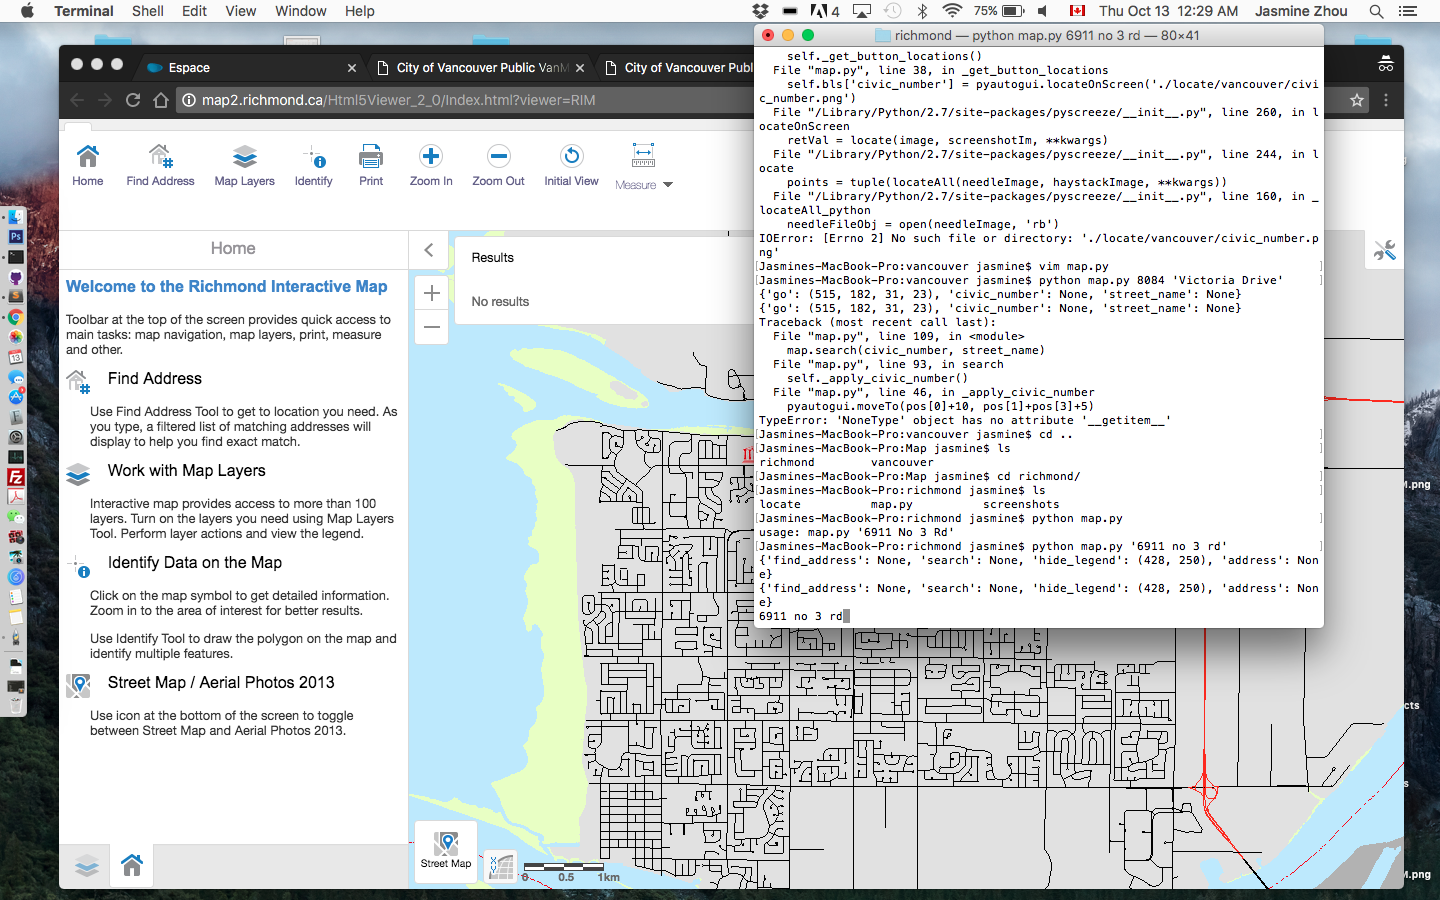 Terminal Shell Edit View Window Help
4 75% Thu Oct 13 12:29 AM Jasmine Zhou
Espace
City of Vancouver Public VanM
City of Vancouver Publ
map2.richmond.ca/Html5Viewer_2_0/Index.html?viewer=RIM
Home
Find Address
Map Layers
Identify
Print
Zoom In
Zoom Out
Initial View
Measure
Home
Welcome to the Richmond Interactive Map
Toolbar at the top of the screen provides quick access to
main tasks: map navigation, map layers, print, measure
and other.
Find Address
Use Find Address Tool to get to location you need. As
you type, a filtered list of matching addresses will
display to help you find exact match.
Work with Map Layers
Interactive map provides access to more than 100
layers. Turn on the layers you need using Map Layers
Tool. Perform layer actions and view the legend.
Identify Data on the Map
Click on the map symbol to get detailed information.
Zoom in to the area of interest for better results.
Use Identify Tool to draw the polygon on the map and
identify multiple features.
Street Map / Aerial Photos 2013
Use icon at the bottom of the screen to toggle
between Street Map and Aerial Photos 2013.
Results
No results
Street Map
0 0.5 1km
richmond — python map.py 6911 no 3 rd — 80×41
self._get_button_locations()
File "map.py", line 38, in _get_button_locations
self.bls['civic_number'] = pyautogui.locateOnScreen('./locate/vancouver/civi
c_number.png')
File "/Library/Python/2.7/site-packages/pyscreeze/__init__.py", line 260, in l
ocateOnScreen
retVal = locate(image, screenshotIm, **kwargs)
File "/Library/Python/2.7/site-packages/pyscreeze/__init__.py", line 244, in l
ocate
points = tuple(locateAll(needleImage, haystackImage, **kwargs))
File "/Library/Python/2.7/site-packages/pyscreeze/__init__.py", line 160, in _
locateAll_python
needleFileObj = open(needleImage, 'rb')
IOError: [Errno 2] No such file or directory: './locate/vancouver/civic_number.p
ng'
[Jasmines-MacBook-Pro:vancouver jasmine$ vim map.py ]
[Jasmines-MacBook-Pro:vancouver jasmine$ python map.py 8084 'Victoria Drive' ]
{'go': (515, 182, 31, 23), 'civic_number': None, 'street_name': None}
{'go': (515, 182, 31, 23), 'civic_number': None, 'street_name': None}
Traceback (most recent call last):
File "map.py", line 109, in <module>
map.search(civic_number, street_name)
File "map.py", line 93, in search
self._apply_civic_number()
File "map.py", line 46, in _apply_civic_number
pyautogui.moveTo(pos[0]+10, pos[1]+pos[3]+5)
TypeError: 'NoneType' object has no attribute '__getitem__'
[Jasmines-MacBook-Pro:vancouver jasmine$ cd .. ]
[Jasmines-MacBook-Pro:Map jasmine$ ls ]
richmond vancouver
[Jasmines-MacBook-Pro:Map jasmine$ cd richmond/ ]
[Jasmines-MacBook-Pro:richmond jasmine$ ls ]
locate map.py screenshots
[Jasmines-MacBook-Pro:richmond jasmine$ python map.py ]
usage: map.py '6911 No 3 Rd'
[Jasmines-MacBook-Pro:richmond jasmine$ python map.py '6911 no 3 rd' ]
{'find_address': None, 'search': None, 'hide_legend': (428, 250), 'address': Non
e}
{'find_address': None, 'search': None, 'hide_legend': (428, 250), 'address': Non
e}
6911 no 3 rd
M.png
cts
s
M.png